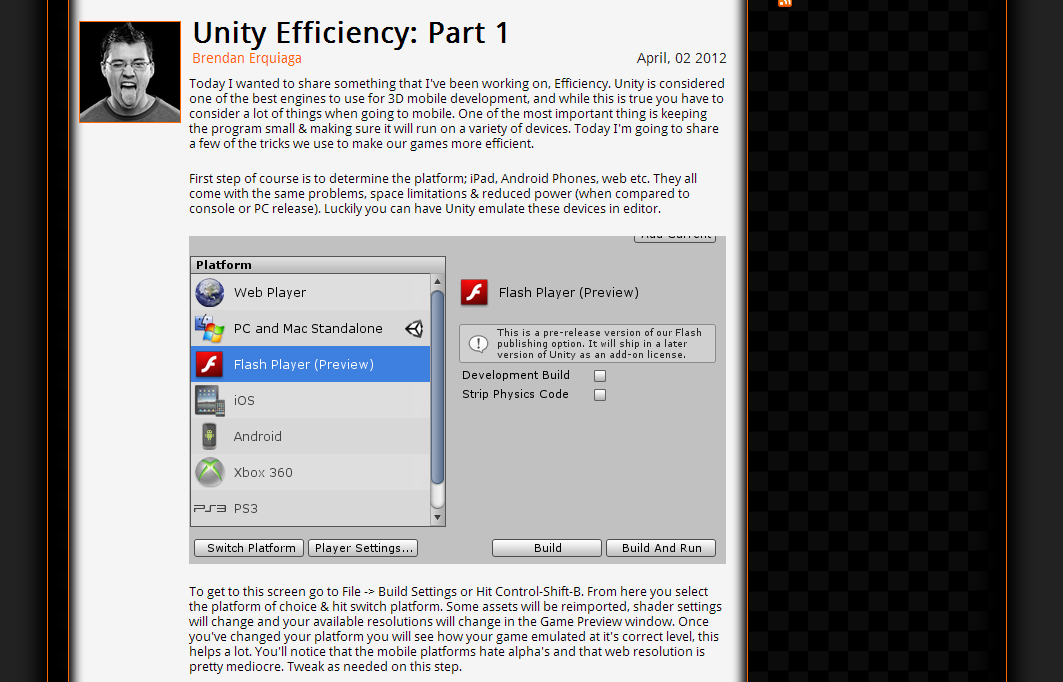 Unity Efficiency: Part 1
Brendan Erquiaga
April, 02 2012
Today I wanted to share something that I've been working on, Efficiency. Unity is considered
one of the best engines to use for 3D mobile development, and while this is true you have to
consider a lot of things when going to mobile. One of the most important thing is keeping
the program small & making sure it will run on a variety of devices. Today I'm going to share
a few of the tricks we use to make our games more efficient.
First step of course is to determine the platform; iPad, Android Phones, web etc. They all
come with the same problems, space limitations & reduced power (when compared to
console or PC release). Luckily you can have Unity emulate these devices in editor.
Add Current
Platform
Web Player
PC and Mac Standalone
Flash Player (Preview)
iOS
Android
Xbox 360
PS3 PS3
Flash Player (Preview)
This is a pre-release version of our Flash
publishing option. It will ship in a later
version of Unity as an add-on license.
Development Build
Strip Physics Code
Switch Platform
Player Settings...
Build
Build And Run
To get to this screen go to File -> Build Settings or Hit Control-Shift-B. From here you select
the platform of choice & hit switch platform. Some assets will be reimported, shader settings
will change and your available resolutions will change in the Game Preview window. Once
you've changed your platform you will see how your game emulated at it's correct level, this
helps a lot. You'll notice that the mobile platforms hate alpha's and that web resolution is
pretty mediocre. Tweak as needed on this step.